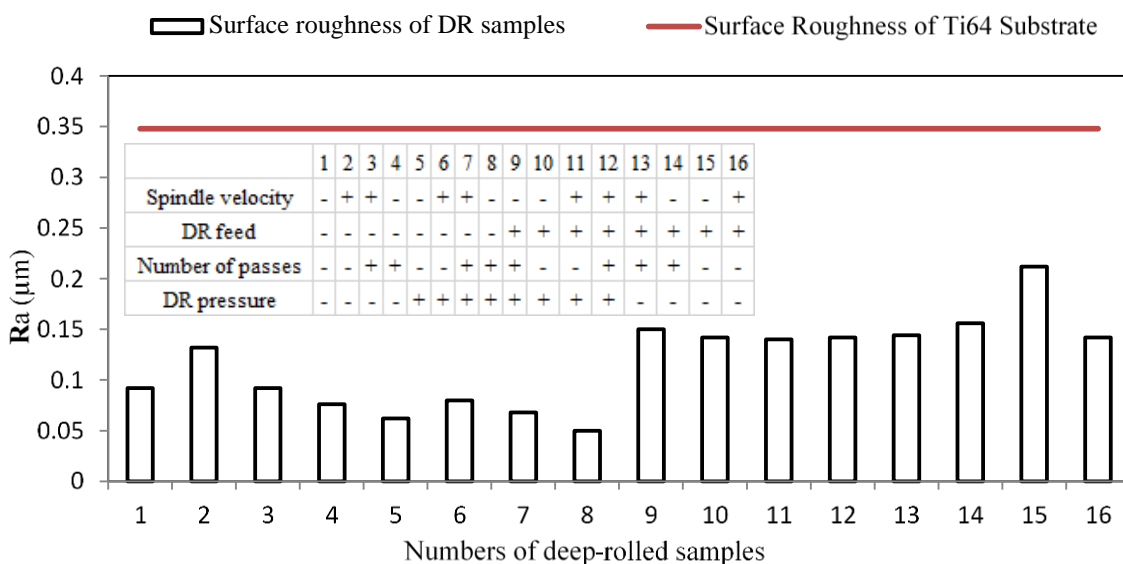 Surface roughness of DR samples Surface Roughness of Ti64 Substrate
0.4
0.35
0.3
0.25
0.2
0.15
0.1
0.05
0
Ra (μm)
1 2 3 4 5 6 7 8 9 10 11 12 13 14 15 16
Spindle velocity - + + - - + + - - - + + + - - +
DR feed - - - - - - - - + + + + + + + +
Number of passes - - + + - - + + + - - + + + - -
DR pressure - - - - + + + + + + + + - - - -
1 2 3 4 5 6 7 8 9 10 11 12 13 14 15 16
Numbers of deep-rolled samples